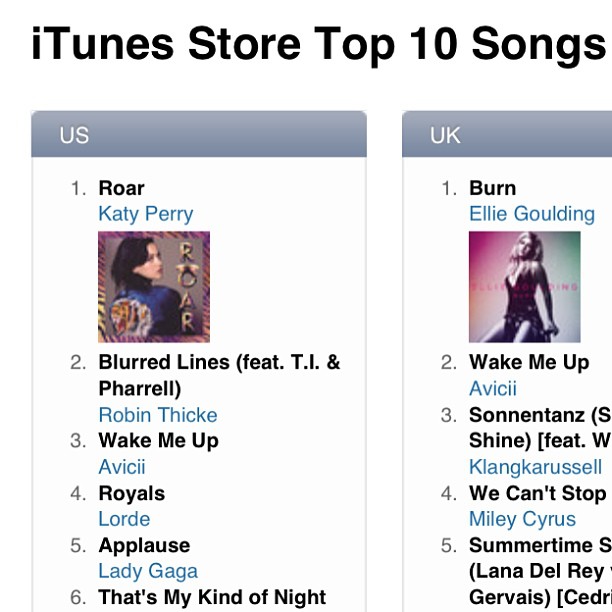 iTunes Store Top 10 Songs
US
1. Roar
Katy Perry
ROAR
2. Blurred Lines (feat. T.I. &
Pharrell)
Robin Thicke
3. Wake Me Up
Avicii
4. Royals
Lorde
5. Applause
Lady Gaga
6. That's My Kind of Night
UK
1. Burn
Ellie Goulding
ELLIE GOULDING
2. Wake Me Up
Avicii
3. Sonnentanz (S
Shine) [feat. W
Klangkarussell
4. We Can't Stop
Miley Cyrus
5. Summertime S
(Lana Del Rey
Gervais) [Cedri